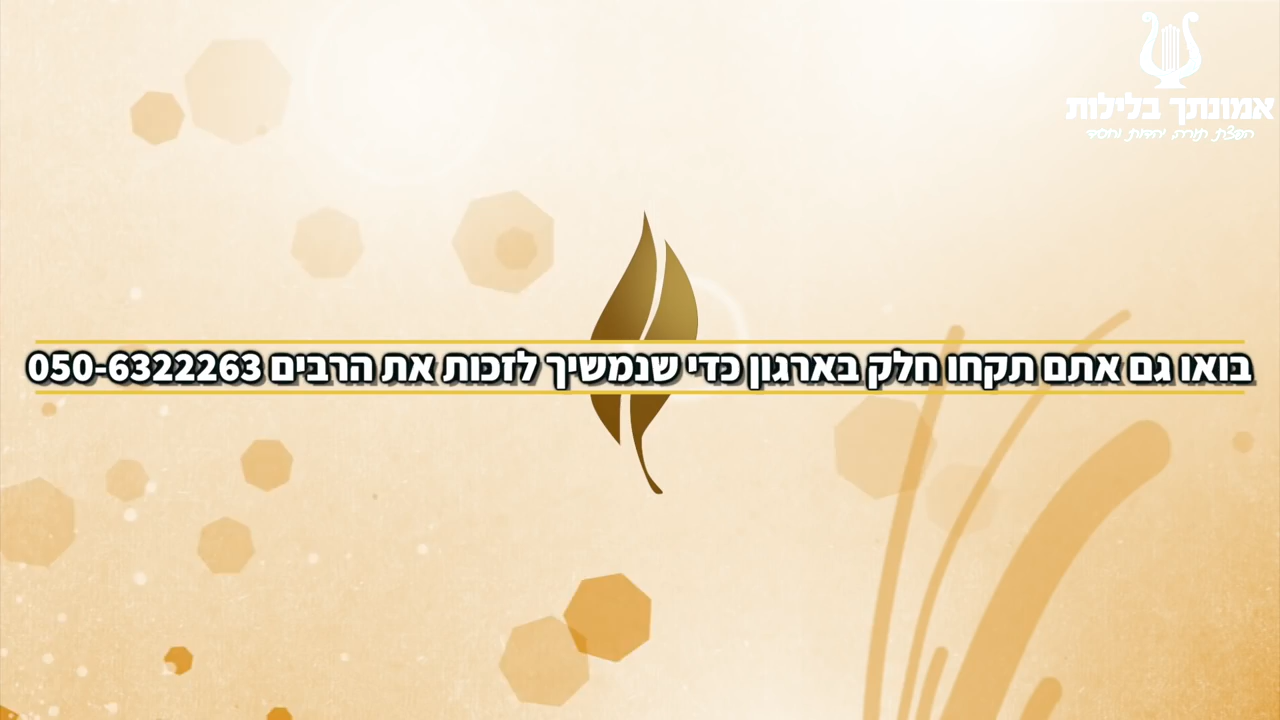 אמונתך בלילות
הפצת תורה, יהדות וחסד
בואו גם אתם תקחו חלק בארגון כדי שנמשיך לזכות את הרבים 050-6322263